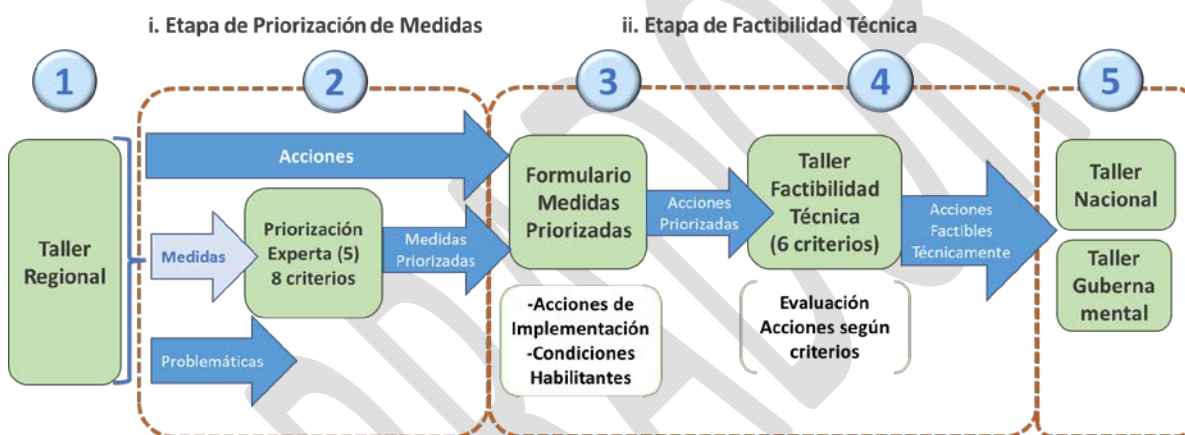 i. Etapa de Priorización de Medidas
ii. Etapa de Factibilidad Técnica
1
2
3
4
5
Taller
Regional
Acciones
Medidas
Priorización
Experta (5)
8 criterios
Medidas
Priorizadas
Problemáticas
Formulario
Medidas
Priorizadas
-Acciones de
Implementación
-Condiciones
Habilitantes
Acciones
Priorizadas
Taller
Factibilidad
Técnica
(6 criterios)
Evaluación
Acciones según
criterios
Acciones
Factibles
Técnicamente
Taller
Nacional
Taller
Guberna
mental